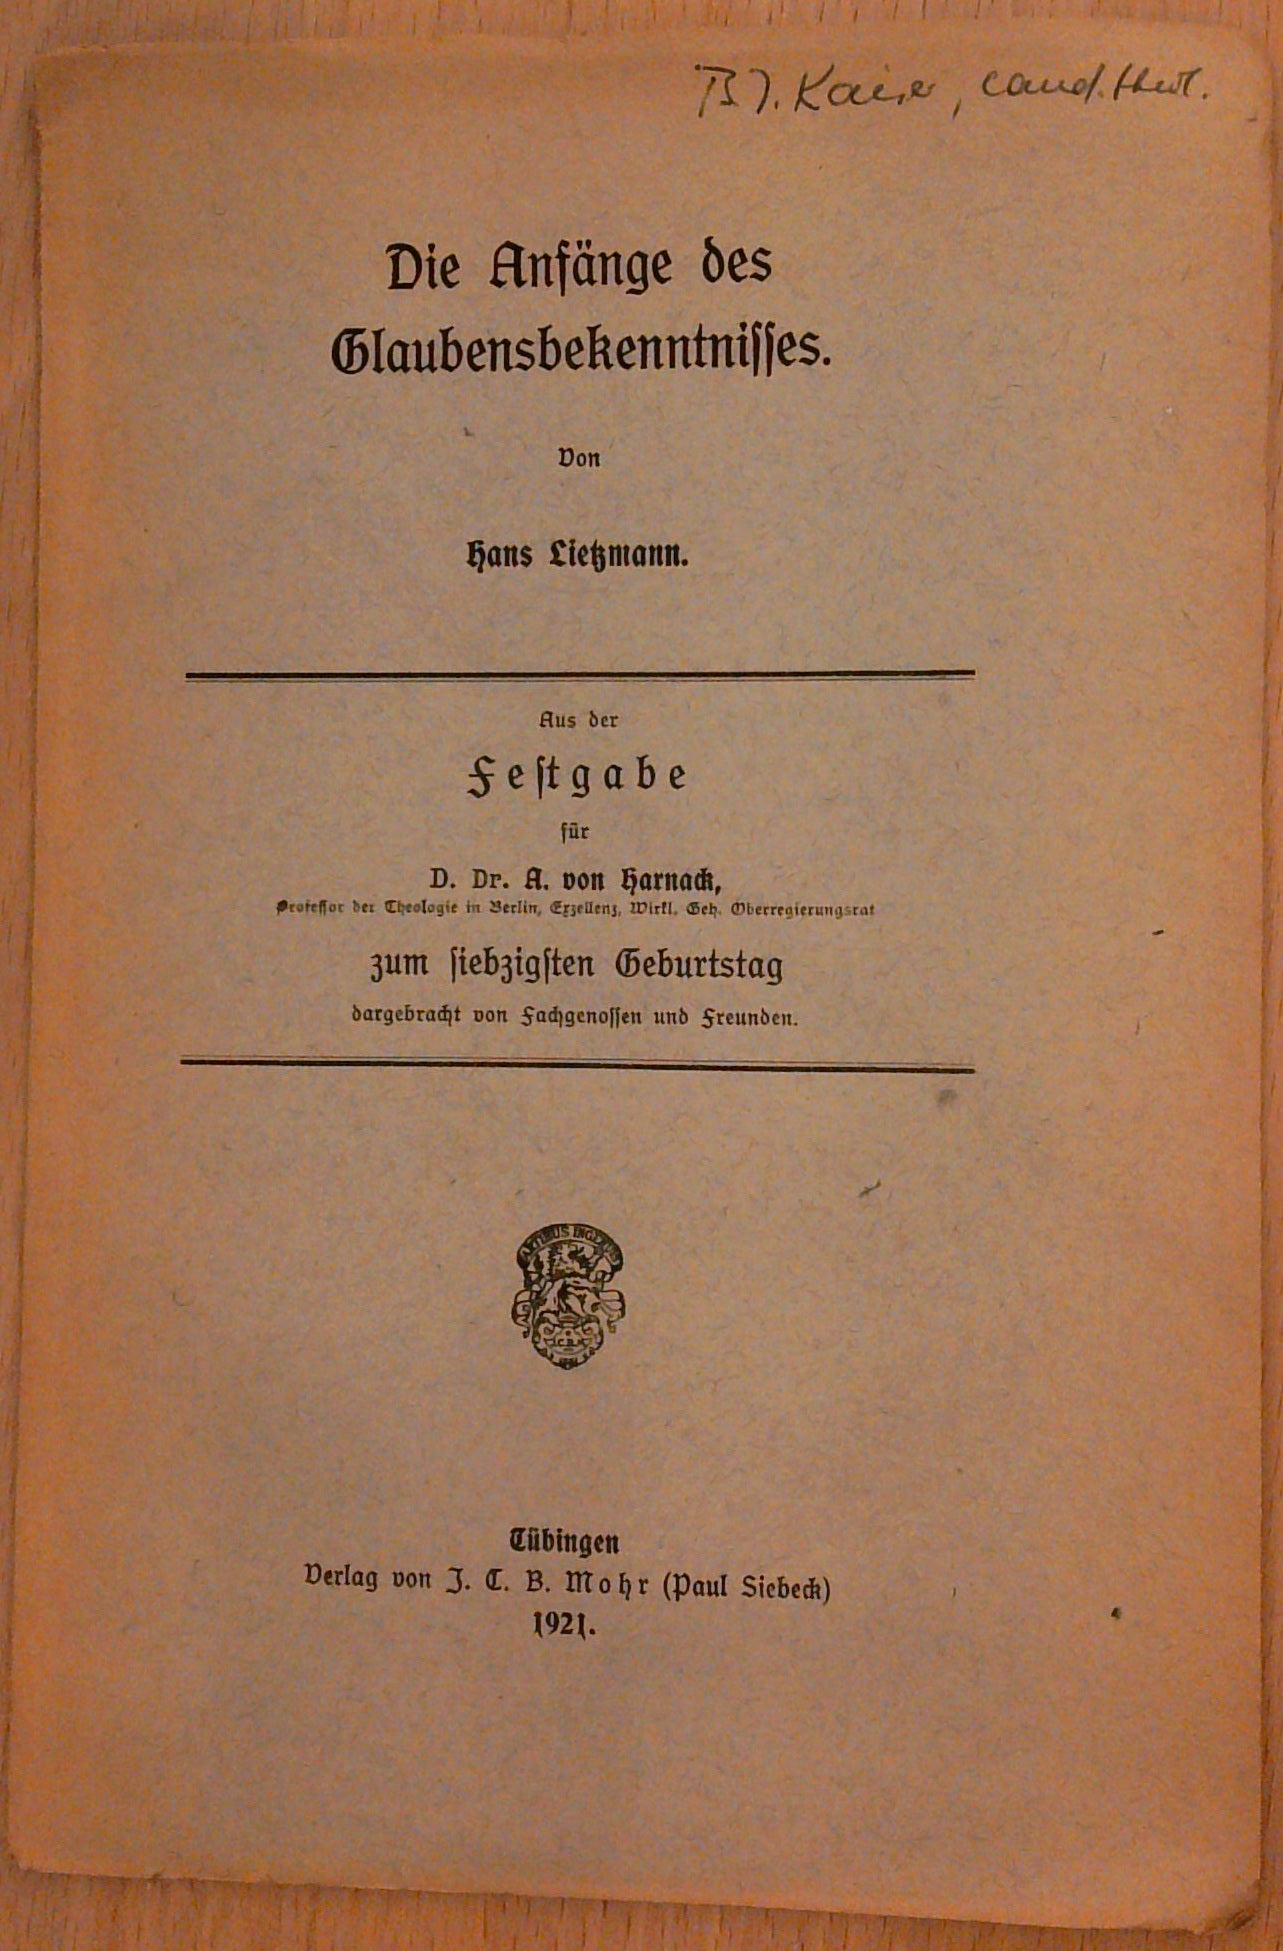 B J. Kaiser, cand. theol.
Die Anfänge des
Glaubensbekenntnisses.
Von
Hans Lietzmann.
Aus der
Festgabe
für
D. Dr. A. von Harnack,
Professor der Theologie in Berlin, Exzellenz, Wirkl. Geh. Oberregierungsrat
zum siebzigsten Geburtstag
dargebracht von Fachgenossen und Freunden.
ARTIBUS INGENUIS
Tübingen
Verlag von J. C. B. Mohr (Paul Siebeck)
1921.